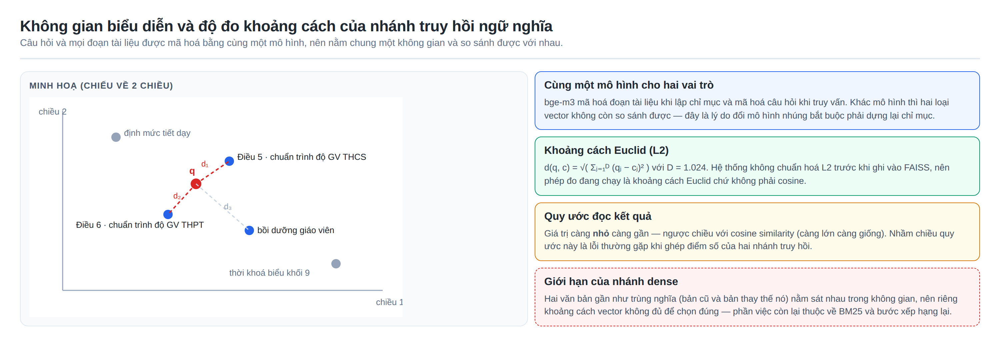 Không gian biểu diễn và độ đo khoảng cách của nhánh truy hồi ngữ nghĩa
Câu hỏi và mọi đoạn tài liệu được mã hoá bằng cùng một mô hình, nên nằm chung một không gian và so sánh được với nhau.
MINH HOẠ (CHIẾU VỀ 2 CHIỀU)
chiều 2
định mức tiết dạy
Điều 5 · chuẩn trình độ GV THCS
d₁
q
d₂
d₃
Điều 6 · chuẩn trình độ GV THPT
bồi dưỡng giáo viên
thời khoá biểu khối 9
chiều 1
Cùng một mô hình cho hai vai trò
bge-m3 mã hoá đoạn tài liệu khi lập chỉ mục và mã hoá câu hỏi khi truy vấn. Khác mô hình thì hai loại
vector không còn so sánh được — đây là lý do đổi mô hình nhúng bắt buộc phải dựng lại chỉ mục.
Khoảng cách Euclid (L2)
d(q, c) = √( Σⱼ₌₁ᴰ (qⱼ − cⱼ)² ) với D = 1.024. Hệ thống không chuẩn hoá L2 trước khi ghi vào FAISS, nên
phép đo đang chạy là khoảng cách Euclid chứ không phải cosine.
Quy ước đọc kết quả
Giá trị càng nhỏ càng gần — ngược chiều với cosine similarity (càng lớn càng giống). Nhầm chiều quy
ước này là lỗi thường gặp khi ghép điểm số của hai nhánh truy hồi.
Giới hạn của nhánh dense
Hai văn bản gần như trùng nghĩa (bản cũ và bản thay thế nó) nằm sát nhau trong không gian, nên riêng
khoảng cách vector không đủ để chọn đúng — phần việc còn lại thuộc về BM25 và bước xếp hạng lại.